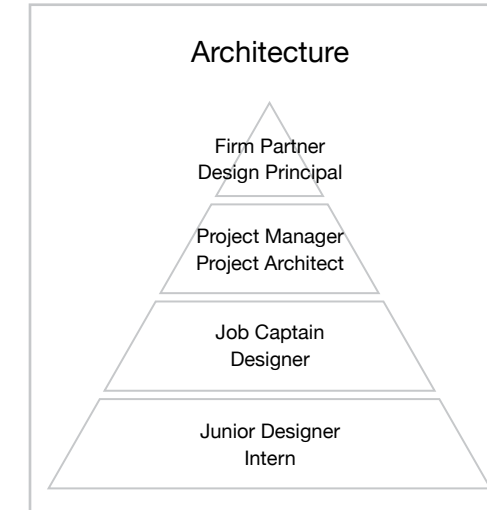 Architecture
Firm Partner
Design Principal
Project Manager
Project Architect
Job Captain
Designer
Junior Designer
Intern